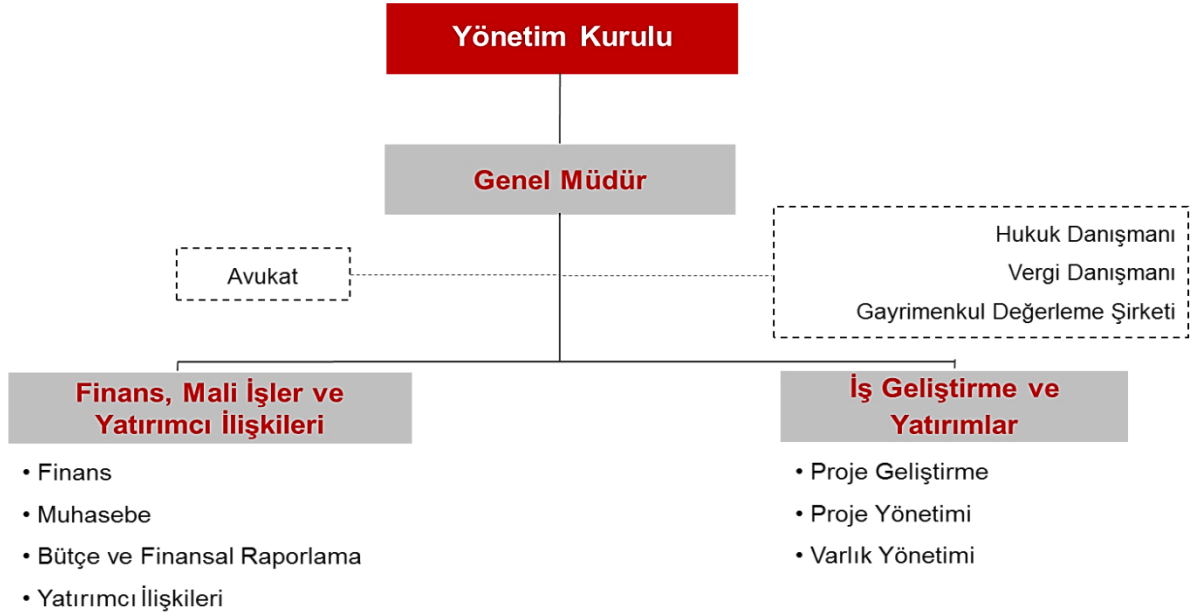 Yönetim Kurulu
Genel Müdür
Avukat
Hukuk Danışmanı
Vergi Danışmanı
Gayrimenkul Değerleme Şirketi
Finans, Mali İşler ve
Yatırımcı İlişkileri
• Finans
• Muhasebe
• Bütçe ve Finansal Raporlama
• Yatırımcı İlişkileri
İş Geliştirme ve
Yatırımlar
• Proje Geliştirme
• Proje Yönetimi
• Varlık Yönetimi